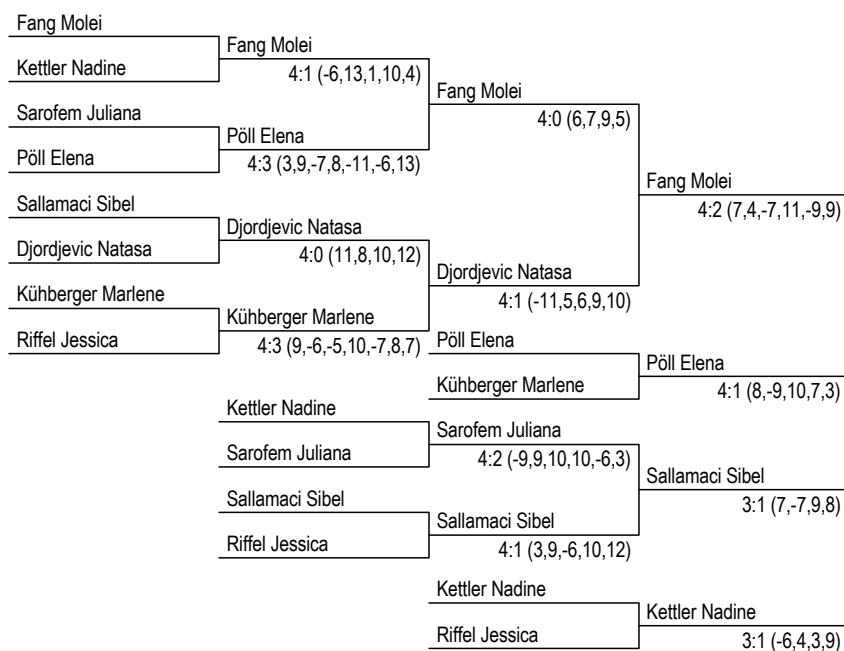 Fang Molei
Fang Molei
Kettler Nadine
4:1 (-6,13,1,10,4)
Fang Molei
Sarofem Juliana
4:0 (6,7,9,5)
Pöll Elena
Pöll Elena
4:3 (3,9,-7,8,-11,-6,13)
Fang Molei
Sallamaci Sibel
4:2 (7,4,-7,11,-9,9)
Djordjevic Natasa
Djordjevic Natasa
4:0 (11,8,10,12)
Djordjevic Natasa
Kühberger Marlene
4:1 (-11,5,6,9,10)
Kühberger Marlene
Riffel Jessica
4:3 (9,-6,-5,10,-7,8,7)
Pöll Elena
Pöll Elena
Kühberger Marlene
4:1 (8,-9,10,7,3)
Kettler Nadine
Sarofem Juliana
Sarofem Juliana
4:2 (-9,9,10,10,-6,3)
Sallamaci Sibel
Sallamaci Sibel
3:1 (7,-7,9,8)
Sallamaci Sibel
Riffel Jessica
4:1 (3,9,-6,10,12)
Kettler Nadine
Kettler Nadine
Riffel Jessica
3:1 (-6,4,3,9)